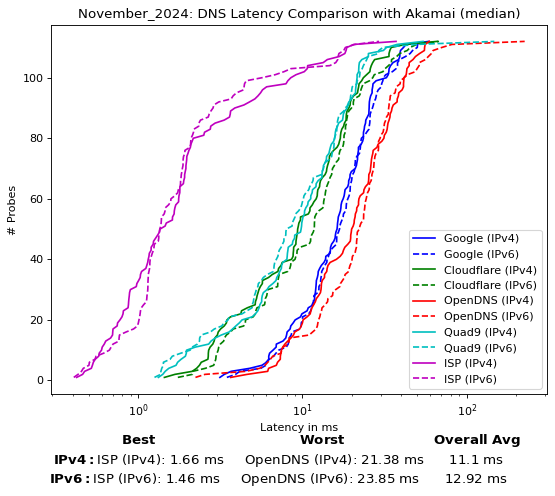 November_2024: DNS Latency Comparison with Akamai (median)
# Probes
100
80
60
40
20
0
Google (IPv4)
Google (IPv6)
Cloudflare (IPv4)
Cloudflare (IPv6)
OpenDNS (IPv4)
OpenDNS (IPv6)
Quad9 (IPv4)
Quad9 (IPv6)
ISP (IPv4)
ISP (IPv6)
10⁰ 10¹ 10²
Latency in ms
Best Worst Overall Avg
IPv4: ISP (IPv4): 1.66 ms OpenDNS (IPv4): 21.38 ms 11.1 ms
IPv6: ISP (IPv6): 1.46 ms OpenDNS (IPv6): 23.85 ms 12.92 ms